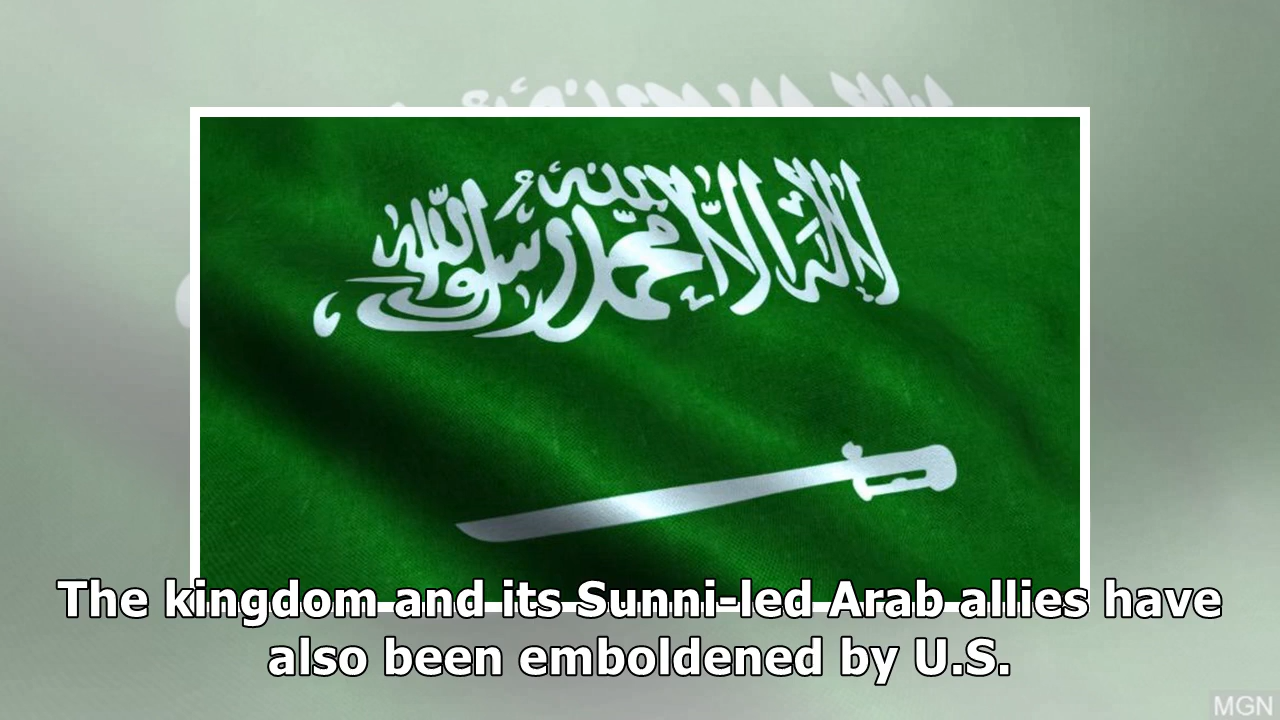 لا إله إلا الله محمد رسول الله
The kingdom and its Sunni-led Arab allies have
also been emboldened by U.S.
MGN